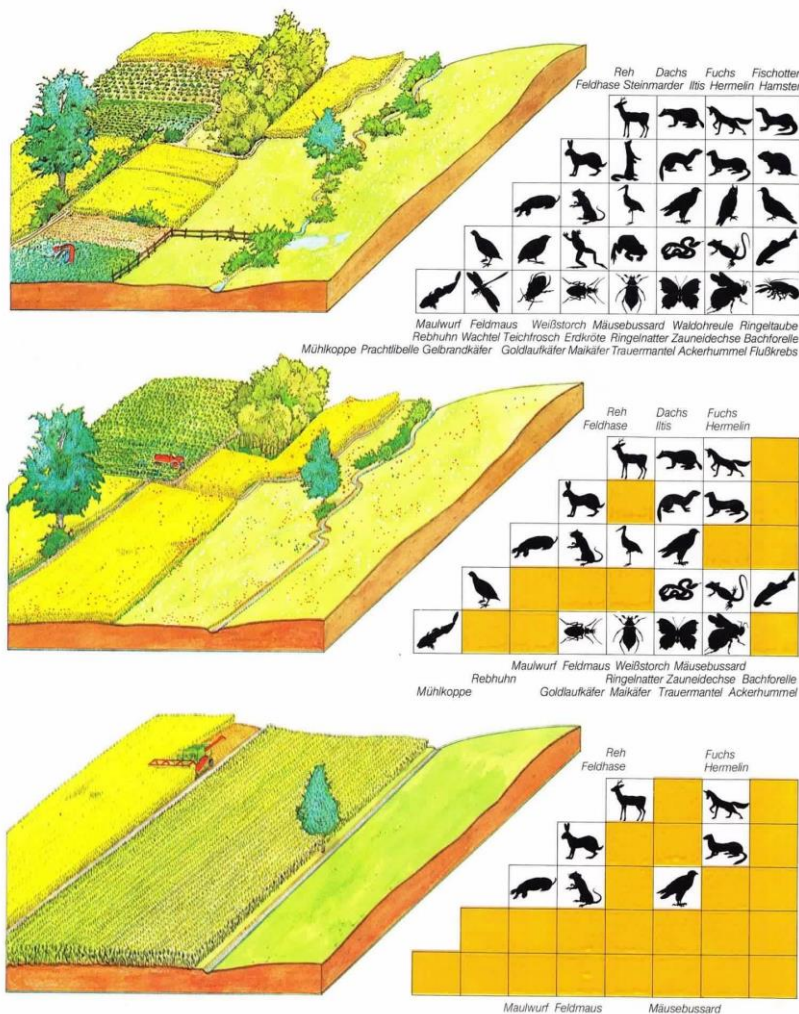 Reh Dachs Fuchs Fischotter
Feldhase Steinmarder Iltis Hermelin Hamster
Maulwurf Feldmaus Weißstorch Mäusebussard Waldohreule Ringeltaube
Rebhuhn Wachtel Teichfrosch Erdkröte Ringelnatter Zauneidechse Bachforelle
Mühlkoppe Prachtlibelle Gelbrandkäfer Goldlaufkäfer Maikäfer Trauermantel Ackerhummel Flußkrebs
Reh Dachs Fuchs
Feldhase Iltis Hermelin
Maulwurf Feldmaus Weißstorch Mäusebussard
Rebhuhn Ringelnatter Zauneidechse Bachforelle
Mühlkoppe Goldlaufkäfer Maikäfer Trauermantel Ackerhummel
Reh Fuchs
Feldhase Hermelin
Maulwurf Feldmaus Mäusebussard